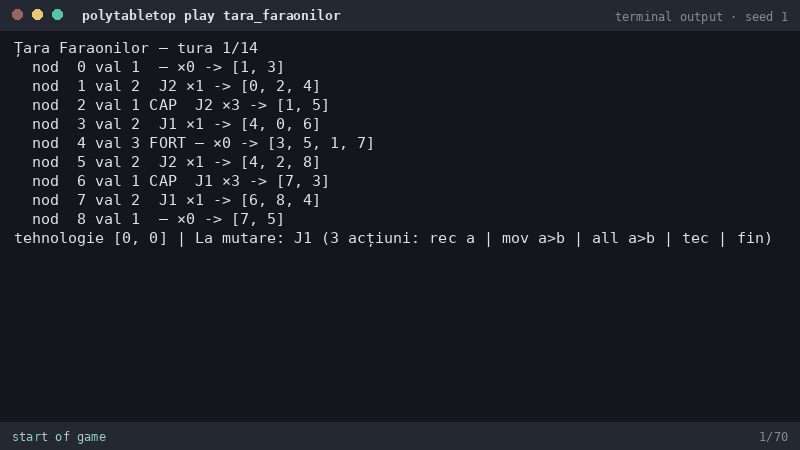 polytabletop play tara_faraonilor
terminal output · seed 1
Țara Faraonilor — tura 1/14
nod 0 val 1 — ×0 -> [1, 3]
nod 1 val 2 J2 ×1 -> [0, 2, 4]
nod 2 val 1 CAP J2 ×3 -> [1, 5]
nod 3 val 2 J1 ×1 -> [4, 0, 6]
nod 4 val 3 FORT — ×0 -> [3, 5, 1, 7]
nod 5 val 2 J2 ×1 -> [4, 2, 8]
nod 6 val 1 CAP J1 ×3 -> [7, 3]
nod 7 val 2 J1 ×1 -> [6, 8, 4]
nod 8 val 1 — ×0 -> [7, 5]
tehnologie [0, 0] | La mutare: J1 (3 acțiuni: rec a | mov a>b | all a>b | tec | fin)
start of game
1/70